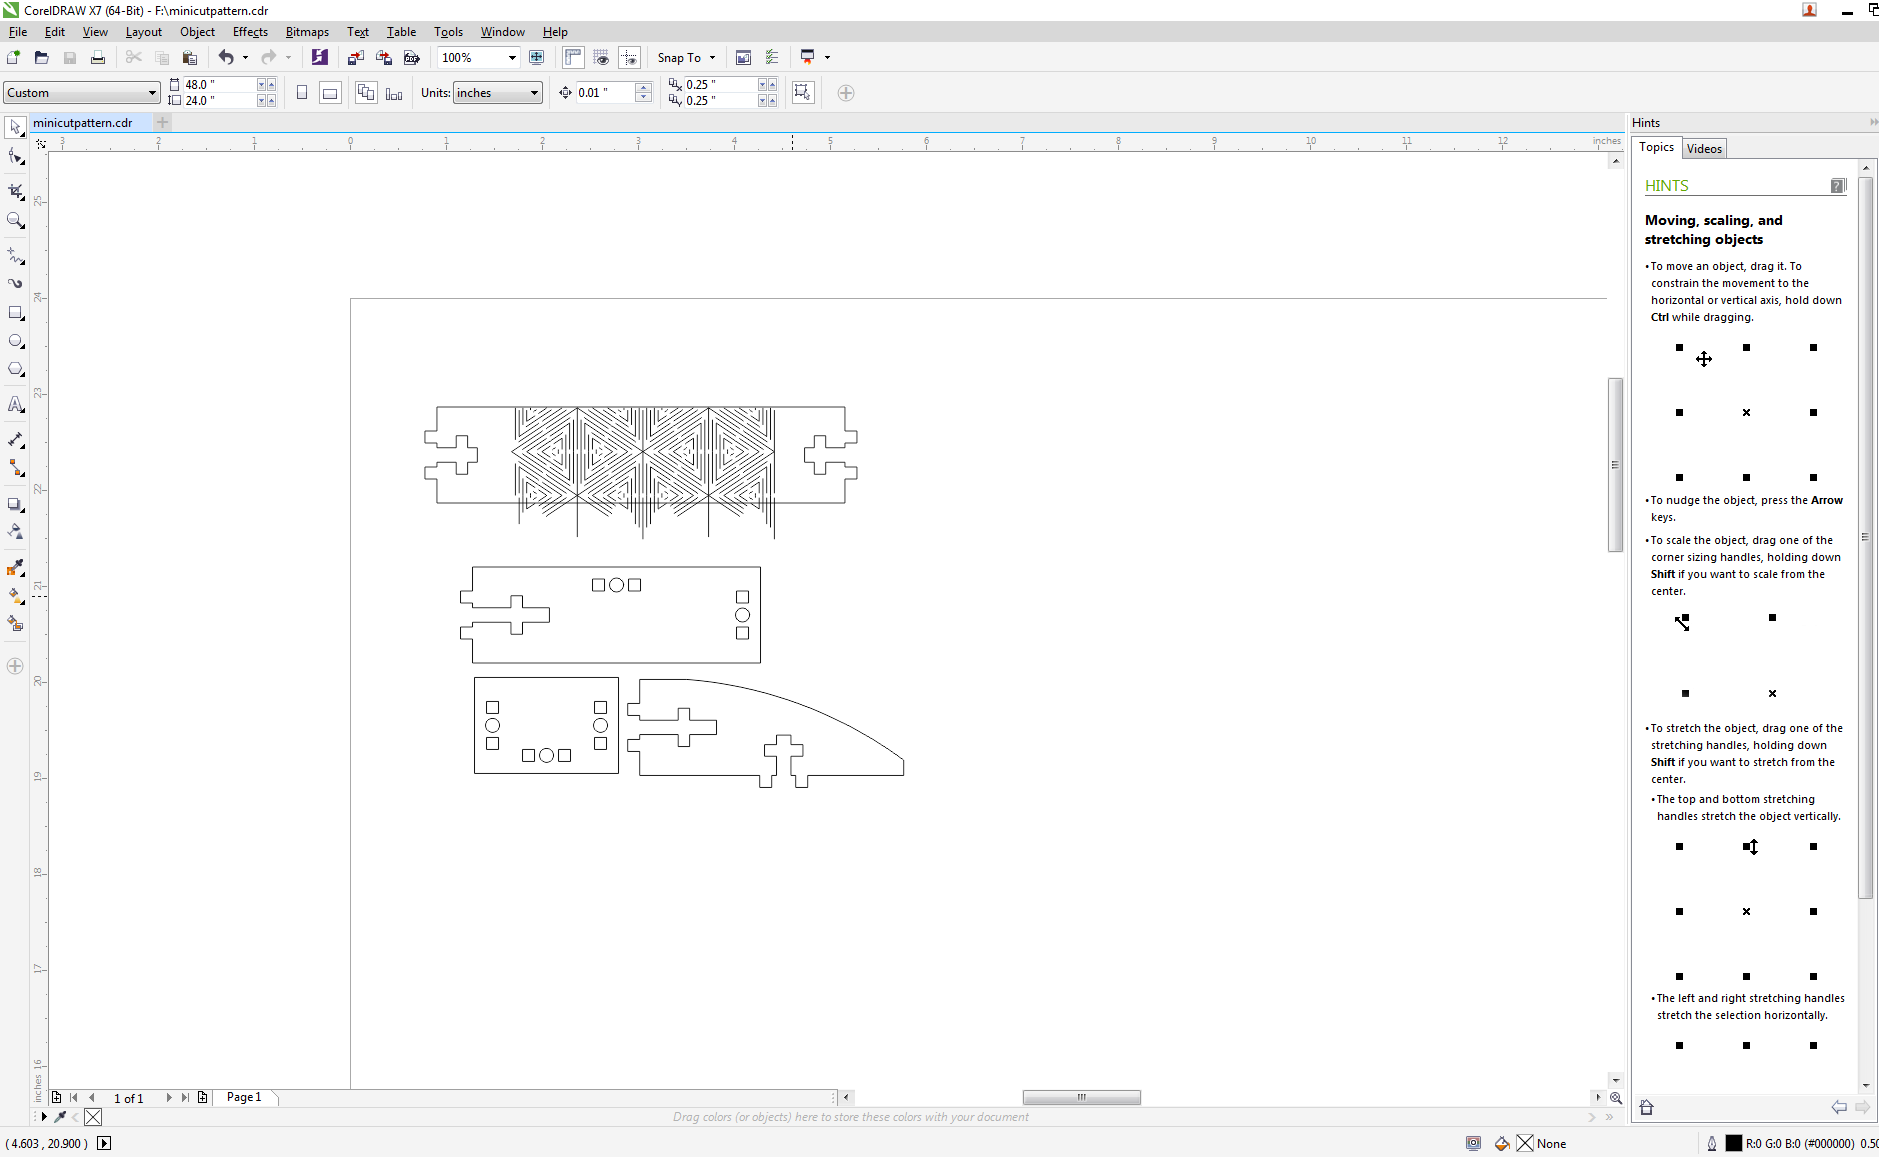 CorelDRAW X7 (64-Bit) - F:\minicutpattern.cdr
File Edit View Layout Object Effects Bitmaps Text Table Tools Window Help
100% Snap To
Custom 48.0 " 24.0 " Units: inches 0.01 " 0.25 " 0.25 "
minicutpattern.cdr
3 2 1 0 1 2 3 4 5 6 7 8 9 10 11 12 inches
25
24
23
22
21
20
19
18
17
16
inches
Hints
Topics Videos
HINTS
Moving, scaling, and
stretching objects
•To move an object, drag it. To
constrain the movement to the
horizontal or vertical axis, hold down
Ctrl while dragging.
•To nudge the object, press the Arrow
keys.
•To scale the object, drag one of the
corner sizing handles, holding down
Shift if you want to scale from the
center.
•To stretch the object, drag one of the
stretching handles, holding down
Shift if you want to stretch from the
center.
•The top and bottom stretching
handles stretch the object vertically.
•The left and right stretching handles
stretch the selection horizontally.
1 of 1 Page 1
Drag colors (or objects) here to store these colors with your document
( 4.603 , 20.900 ) None R:0 G:0 B:0 (#000000) 0.50